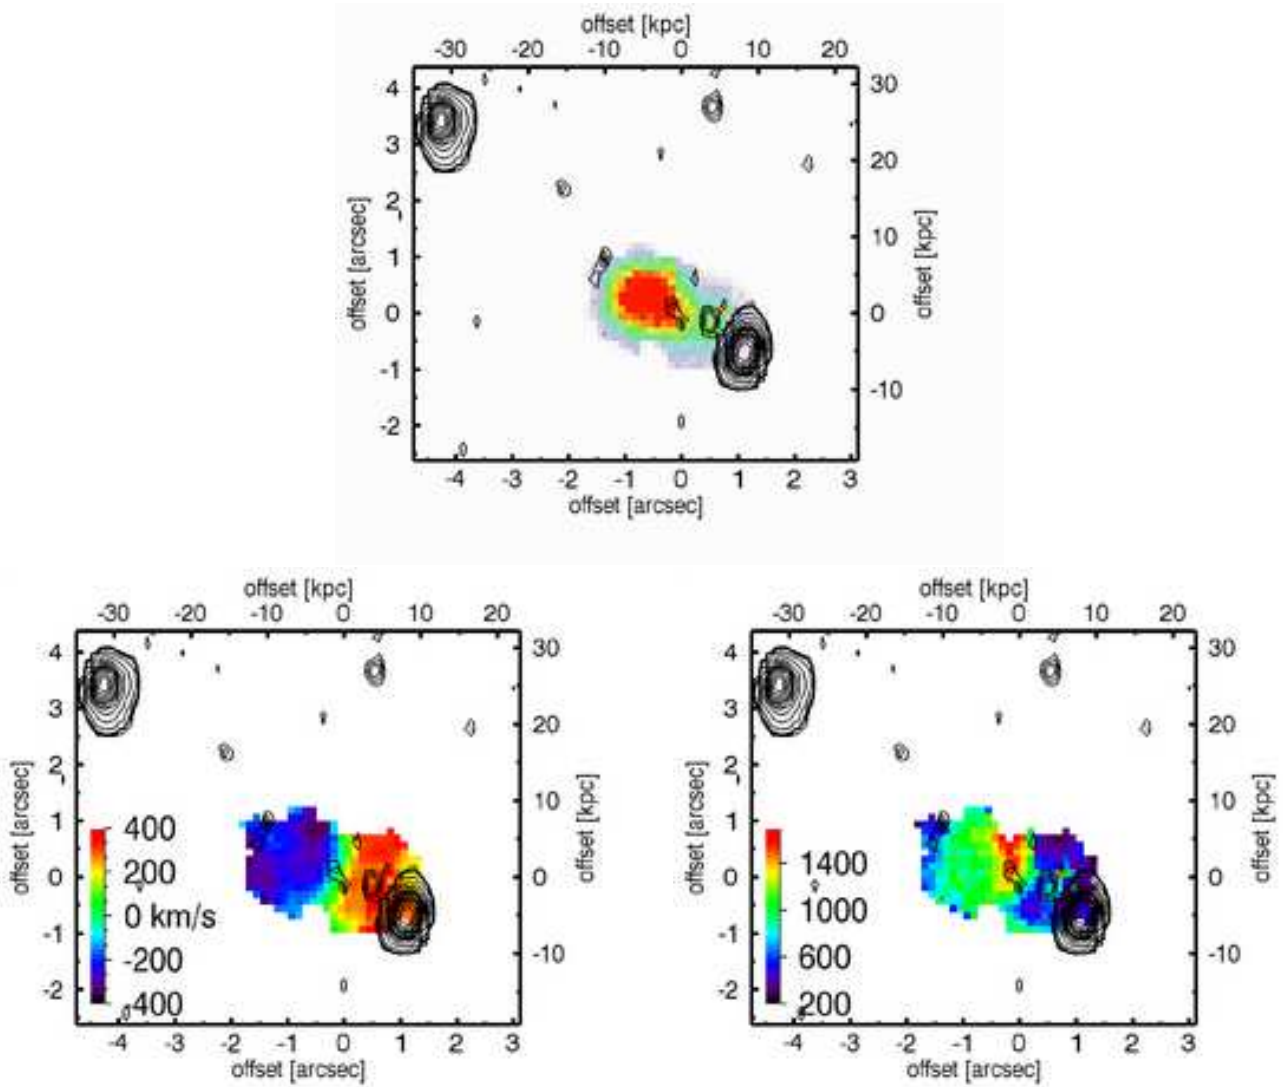 offset [kpc]
-30 -20 -10 0 10 20
4 30
3
20
2
offset [arcsec] 10 offset [kpc]
1
0 0
-1
-10
-2
-4 -3 -2 -1 0 1 2 3
offset [arcsec]
offset [kpc] offset [kpc]
-30 -20 -10 0 10 20 -30 -20 -10 0 10 20
4 30 4 30
3 3
20 20
2 2
offset [arcsec] 10 offset [kpc] offset [arcsec] 10 offset [kpc]
1 400 1
200 1400
0 0 0 0
0 km/s 1000
-1 -200 -10 -1 600 -10
-2 -400 -2 200
-4 -3 -2 -1 0 1 2 3 -4 -3 -2 -1 0 1 2 3
offset [arcsec] offset [arcsec]